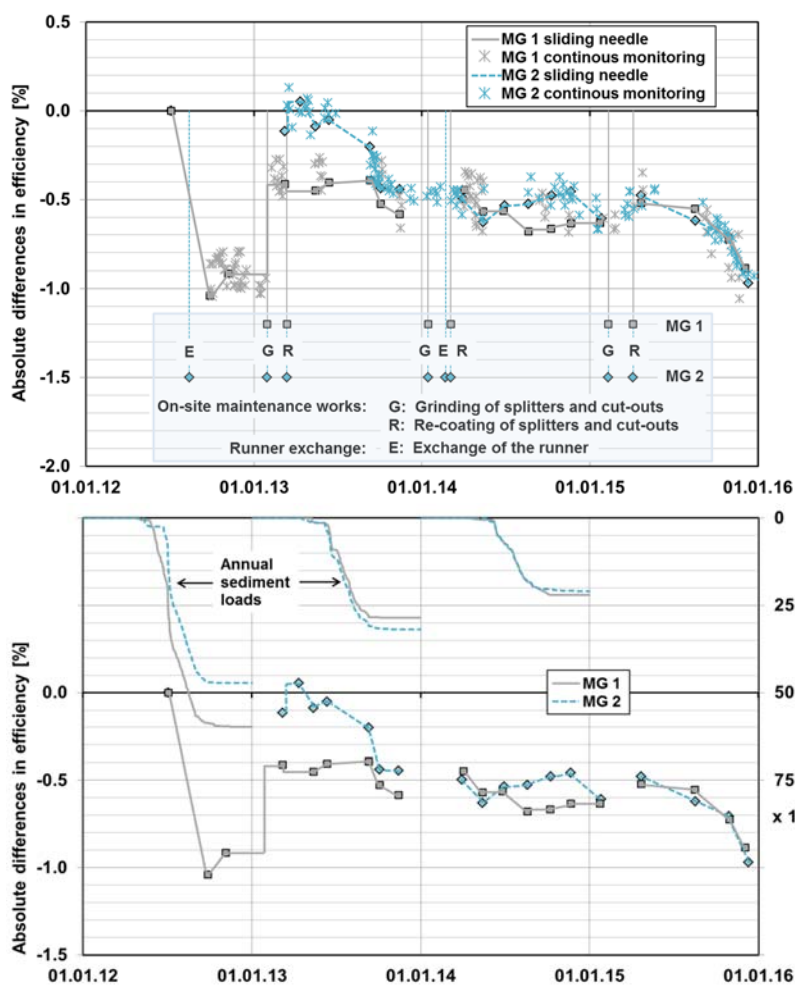 Absolute differences in efficiency [%]
0.5
0.0
-0.5
-1.0
-1.5
-2.0
MG 1 sliding needle
MG 1 continous monitoring
MG 2 sliding needle
MG 2 continous monitoring
MG 1
E G R G E R G R
MG 2
On-site maintenance works: G: Grinding of splitters and cut-outs
R: Re-coating of splitters and cut-outs
Runner exchange: E: Exchange of the runner
01.01.12 01.01.13 01.01.14 01.01.15 01.01.16
Absolute differences in efficiency [%]
0.0
-0.5
-1.0
-1.5
Annual
sediment
loads
MG 1
MG 2
0
25
50
75
x 1
01.01.12 01.01.13 01.01.14 01.01.15 01.01.16